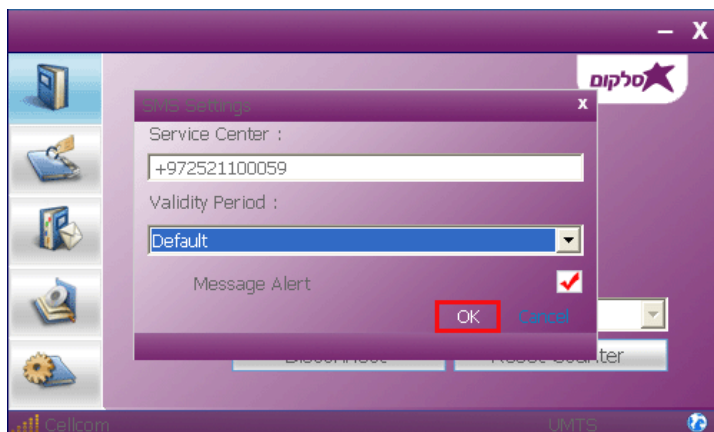 – X
סלקום
SMS Settings x
Service Center :
+972521100059
Validity Period :
Default
Message Alert
OK Cancel
Disconnect Reset Counter
Cellcom UMTS